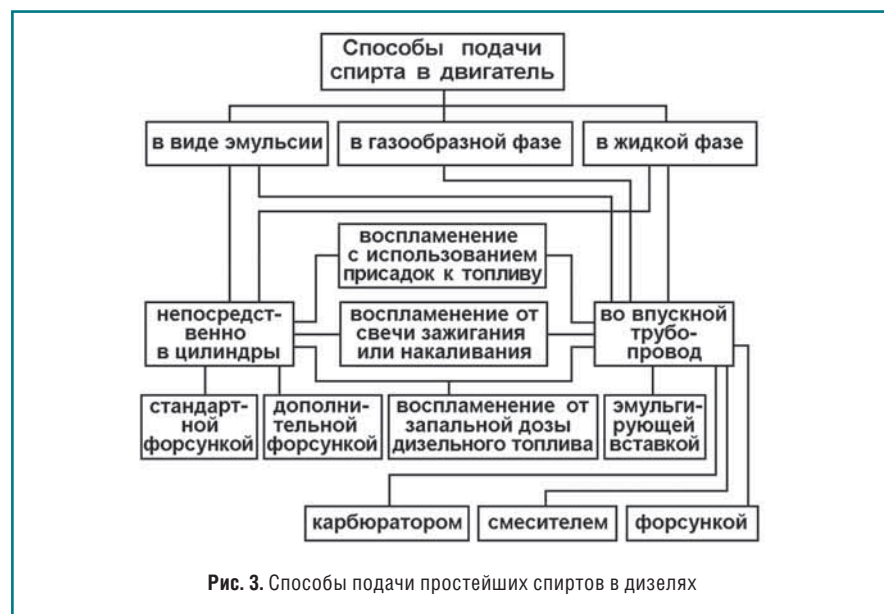 Способы подачи
спирта в двигатель
в виде эмульсии
в газообразной фазе
в жидкой фазе
воспламенение
с использованием
присадок к топливу
непосредст-
венно
в цилиндры
воспламенение от
свечи зажигания
или накаливания
во впускной
трубо-
провод
стандарт-
ной
форсункой
дополни-
тельной
форсункой
воспламенение от
запальной дозы
дизельного топлива
эмульги-
рующей
вставкой
карбюратором
смесителем
форсункой
Рис. 3. Способы подачи простейших спиртов в дизелях